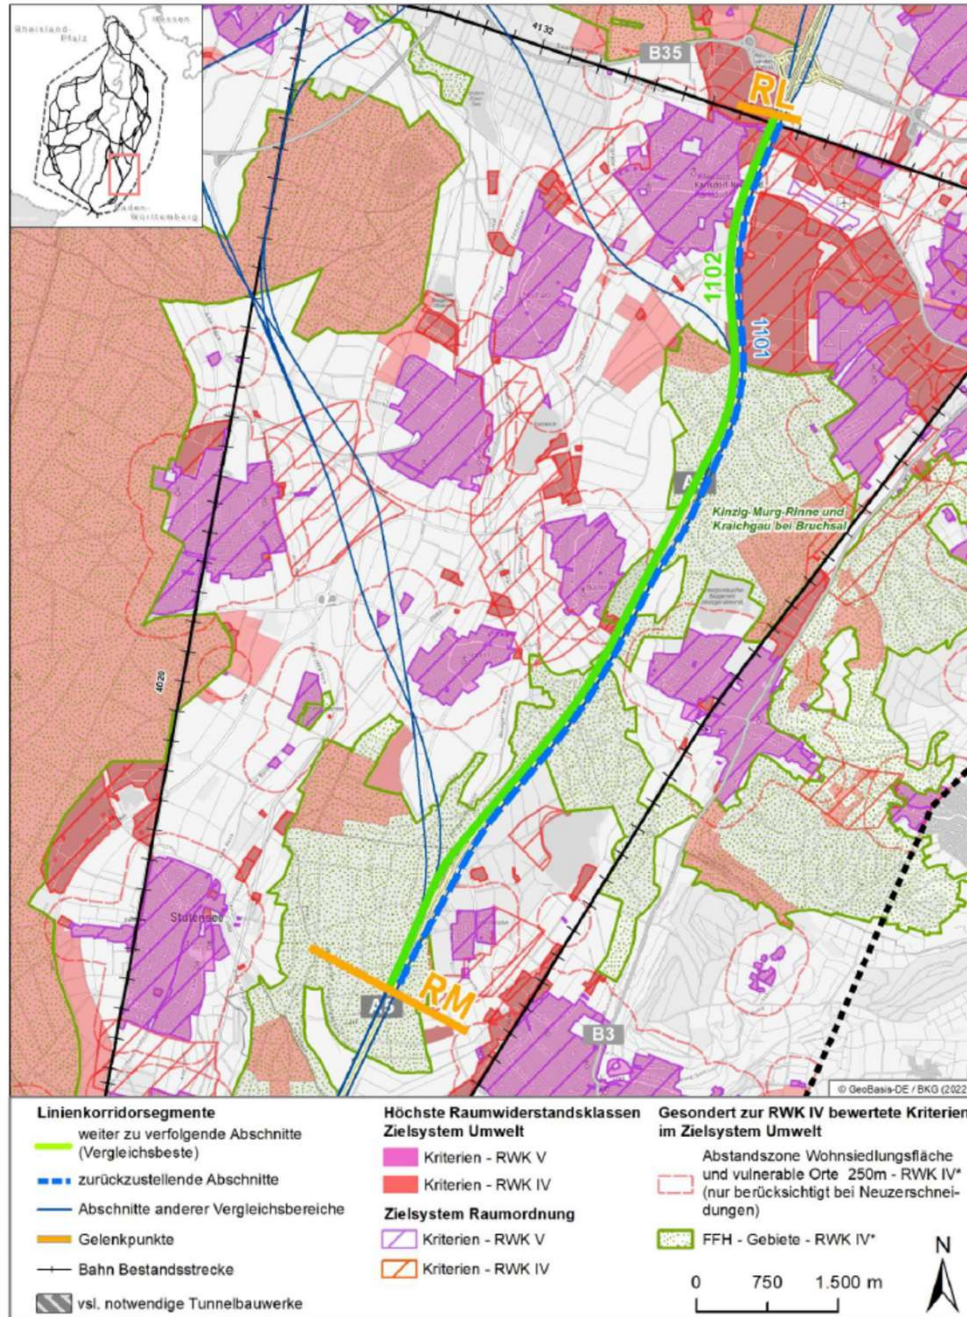 Rheinland-
Pfalz
Hessen
Baden-
Württemberg
4132
B35
RL
1102
1101
Kinzig-Murg-Rinne und
Kraichgau bei Bruchsal
4020
Stutensee
RM
A5
B3
© GeoBasis-DE / BKG (2022
Linienkorridorsegmente
weiter zu verfolgende Abschnitte
(Vergleichsbeste)
zurückzustellende Abschnitte
Abschnitte anderer Vergleichsbereiche
Gelenkpunkte
Bahn Bestandsstrecke
vsl. notwendige Tunnelbauwerke
Höchste Raumwiderstandsklassen
Zielsystem Umwelt
Kriterien - RWK V
Kriterien - RWK IV
Zielsystem Raumordnung
Kriterien - RWK V
Kriterien - RWK IV
Gesondert zur RWK IV bewertete Kriterien
im Zielsystem Umwelt
Abstandszone Wohnsiedlungsfläche
und vulnerable Orte 250m - RWK IV*
(nur berücksichtigt bei Neuzerschnei-
dungen)
FFH - Gebiete - RWK IV*
N
0 750 1.500 m